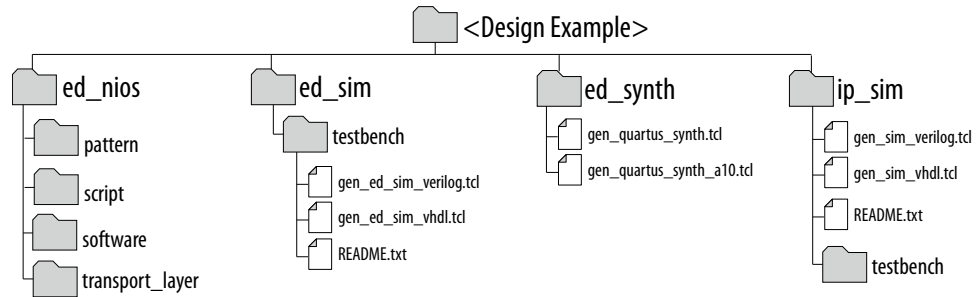 <Design Example>
ed_nios
pattern
script
software
transport_layer
ed_sim
testbench
gen_ed_sim_verilog.tcl
gen_ed_sim_vhdl.tcl
README.txt
ed_synth
gen_quartus_synth.tcl
gen_quartus_synth_a10.tcl
ip_sim
gen_sim_verilog.tcl
gen_sim_vhdl.tcl
README.txt
testbench